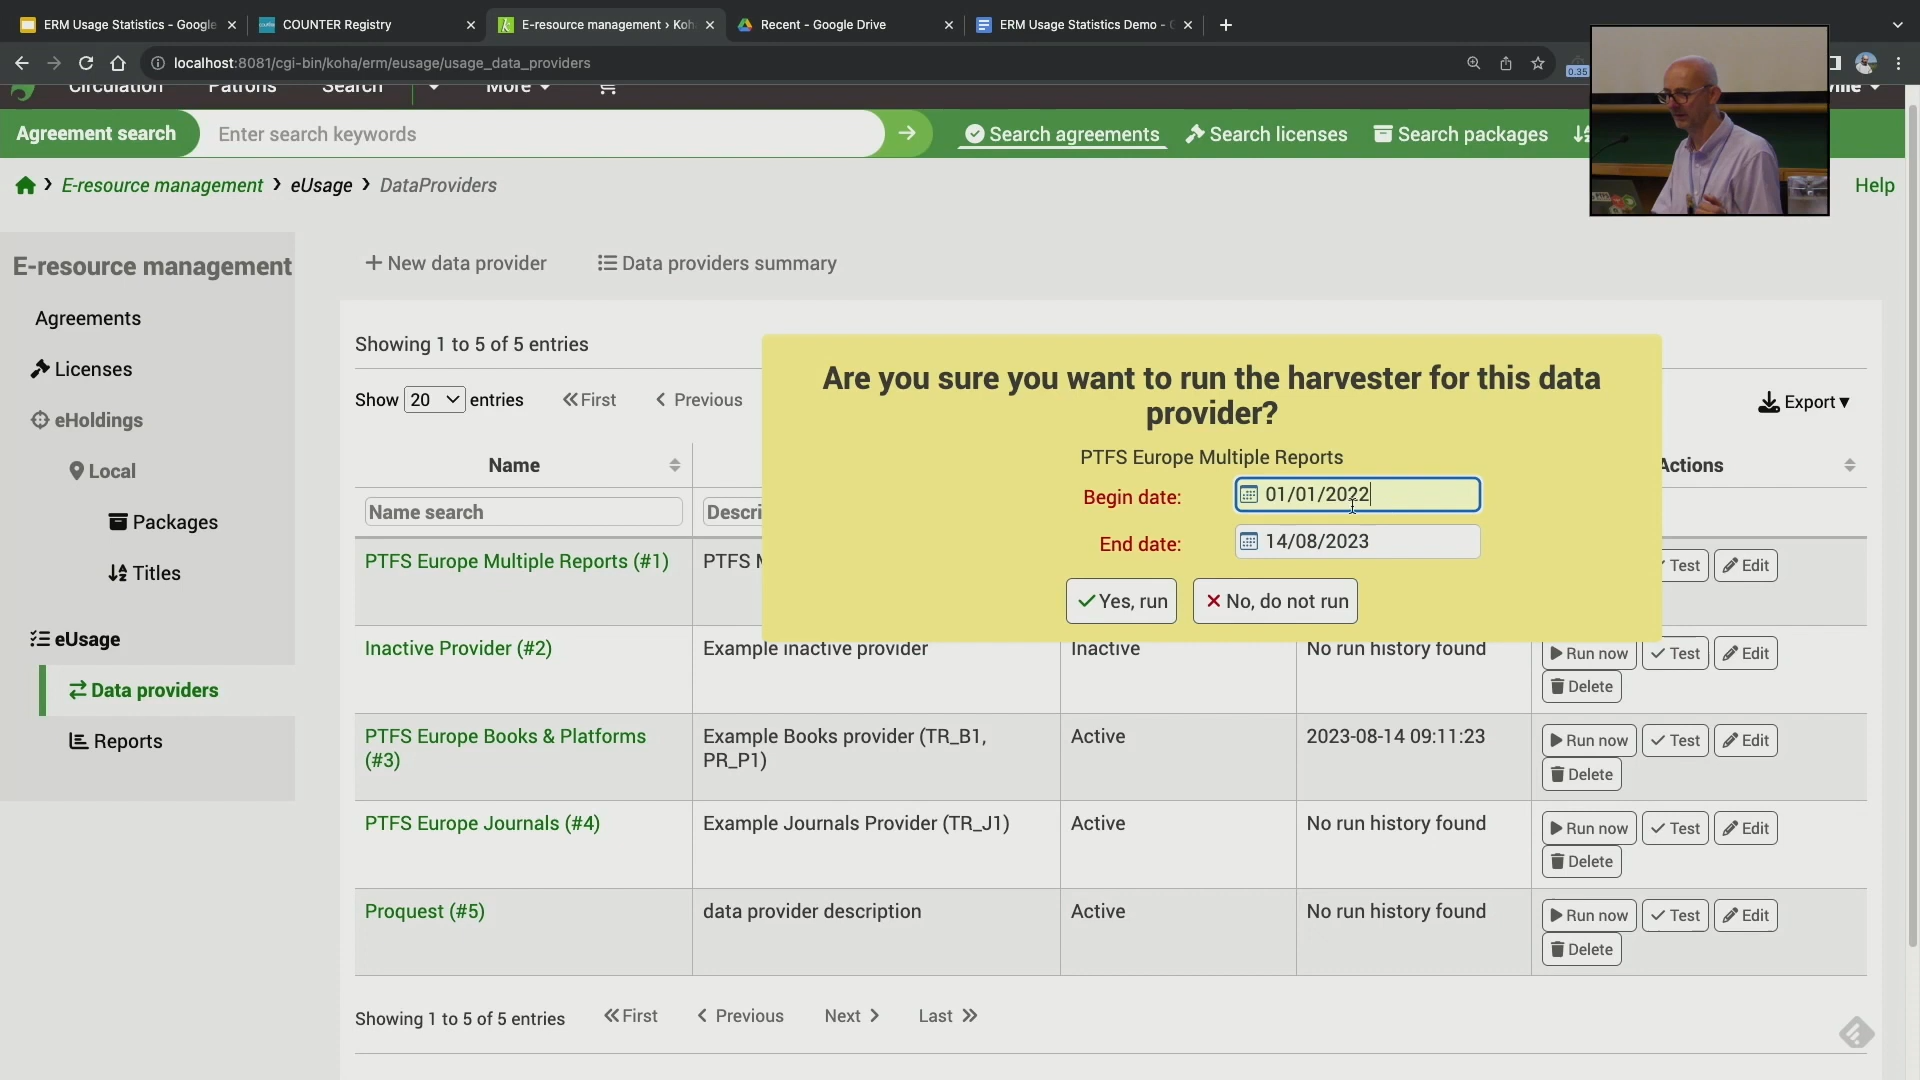 ERM Usage Statistics - Google
COUNTER Registry
E-resource management › Koh
Recent - Google Drive
ERM Usage Statistics Demo -
localhost:8081/cgi-bin/koha/erm/eusage/usage_data_providers
0.35
Circulation Patrons Search More
Agreement search
Enter search keywords
Search agreements
Search licenses
Search packages
E-resource management
eUsage
DataProviders
Help
E-resource management
Agreements
Licenses
eHoldings
Local
Packages
Titles
eUsage
Data providers
Reports
+ New data provider
Data providers summary
Showing 1 to 5 of 5 entries
Show 20 entries
First
Previous
Export
Are you sure you want to run the harvester for this data
provider?
PTFS Europe Multiple Reports
Begin date: 01/01/2022
End date: 14/08/2023
Yes, run
No, do not run
Name
Actions
Name search
Descri
PTFS Europe Multiple Reports (#1)
PTFS M
Test
Edit
Inactive Provider (#2)
Example inactive provider
Inactive
No run history found
Run now
Test
Edit
Delete
PTFS Europe Books & Platforms
(#3)
Example Books provider (TR_B1,
PR_P1)
Active
2023-08-14 09:11:23
Run now
Test
Edit
Delete
PTFS Europe Journals (#4)
Example Journals Provider (TR_J1)
Active
No run history found
Run now
Test
Edit
Delete
Proquest (#5)
data provider description
Active
No run history found
Run now
Test
Edit
Delete
Showing 1 to 5 of 5 entries
First
Previous
Next
Last